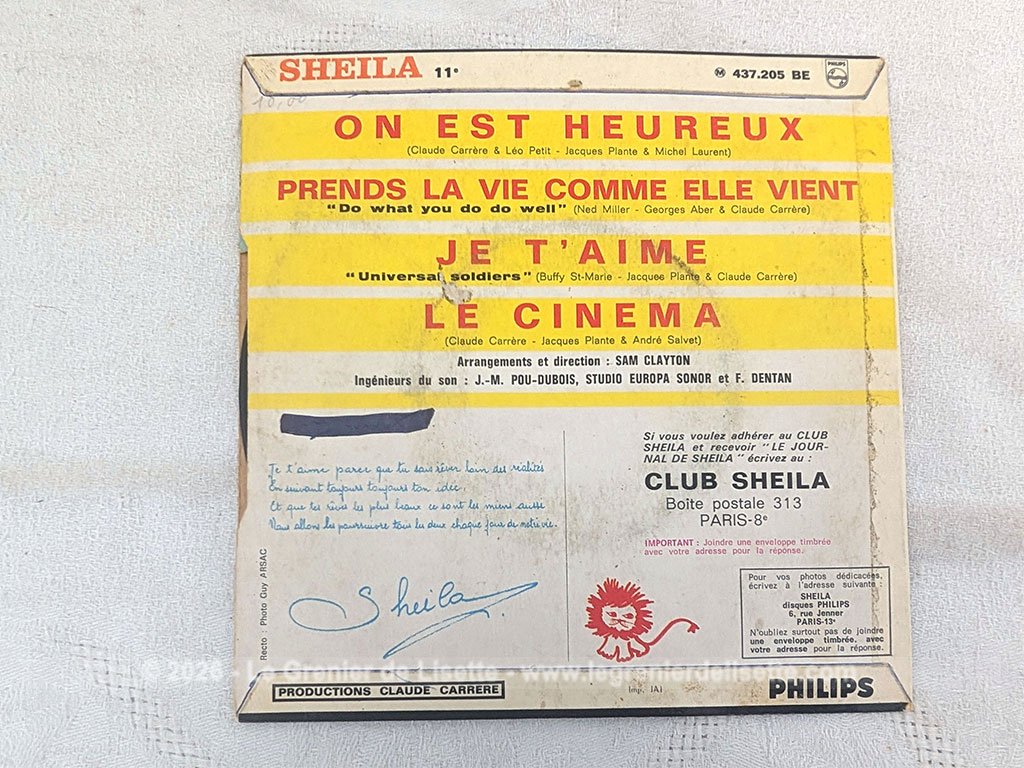 SHEILA 11e
Ⓜ 437.205 BE
PHILIPS
10,00
ON EST HEUREUX
(Claude Carrère & Léo Petit - Jacques Plante & Michel Laurent)
PRENDS LA VIE COMME ELLE VIENT
"Do what you do do well" (Ned Miller - Georges Aber & Claude Carrère)
JE T'AIME
"Universal soldiers" (Buffy St-Marie - Jacques Plante & Claude Carrère)
LE CINEMA
(Claude Carrère - Jacques Plante & André Salvet)
Arrangements et direction : SAM CLAYTON
Ingénieurs du son : J.-M. POU-DUBOIS, STUDIO EUROPA SONOR et F. DENTAN
Je t'aime parce que tu sais rêver loin des réalités
En suivant toujours toujours ton idée
Et que les rêves les plus beaux ce sont les miens aussi
Nous allons les poursuivre tous les deux chaque jour de notre vie.
Sheila
Recto Photo Guy ARSAC
Si vous voulez adhérer au CLUB
SHEILA et recevoir "LE JOUR-
NAL DE SHEILA" écrivez au :
CLUB SHEILA
Boîte postale 313
PARIS-8e
IMPORTANT : Joindre une enveloppe timbrée
avec votre adresse pour la réponse.
Pour vos photos dédicacées,
écrivez à l'adresse suivante :
SHEILA
disques PHILIPS
6, rue Jenner
PARIS-13e
N'oubliez surtout pas de joindre
une enveloppe timbrée, avec
votre adresse pour la réponse.
© 2026 - Le Grenier de Lisette - www.legrenierdelisette.com
PRODUCTIONS CLAUDE CARRERE
Imp.
PHILIPS